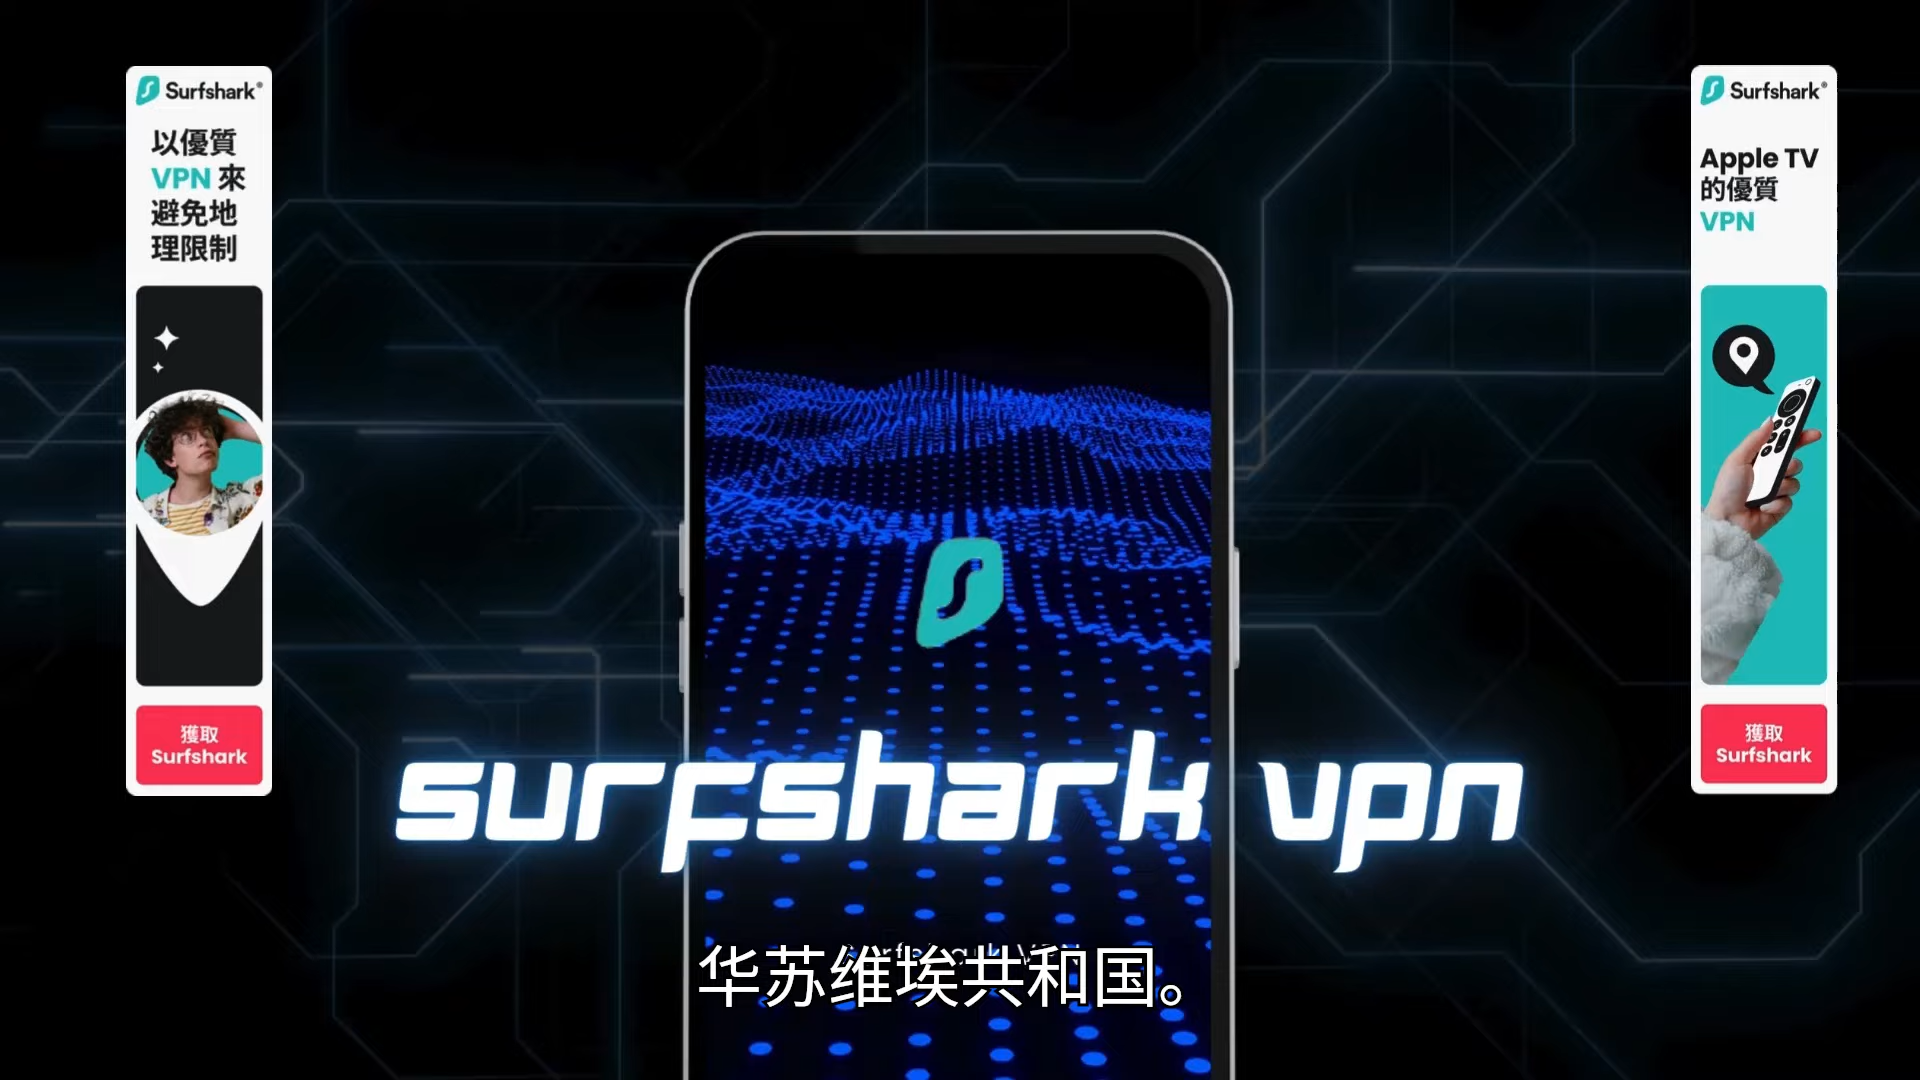 Surfshark®
以優質
VPN 來
避免地
理限制
獲取
Surfshark
Surfshark®
Apple TV
的優質
VPN
獲取
Surfshark
surfshark vpn
华苏维埃共和国。